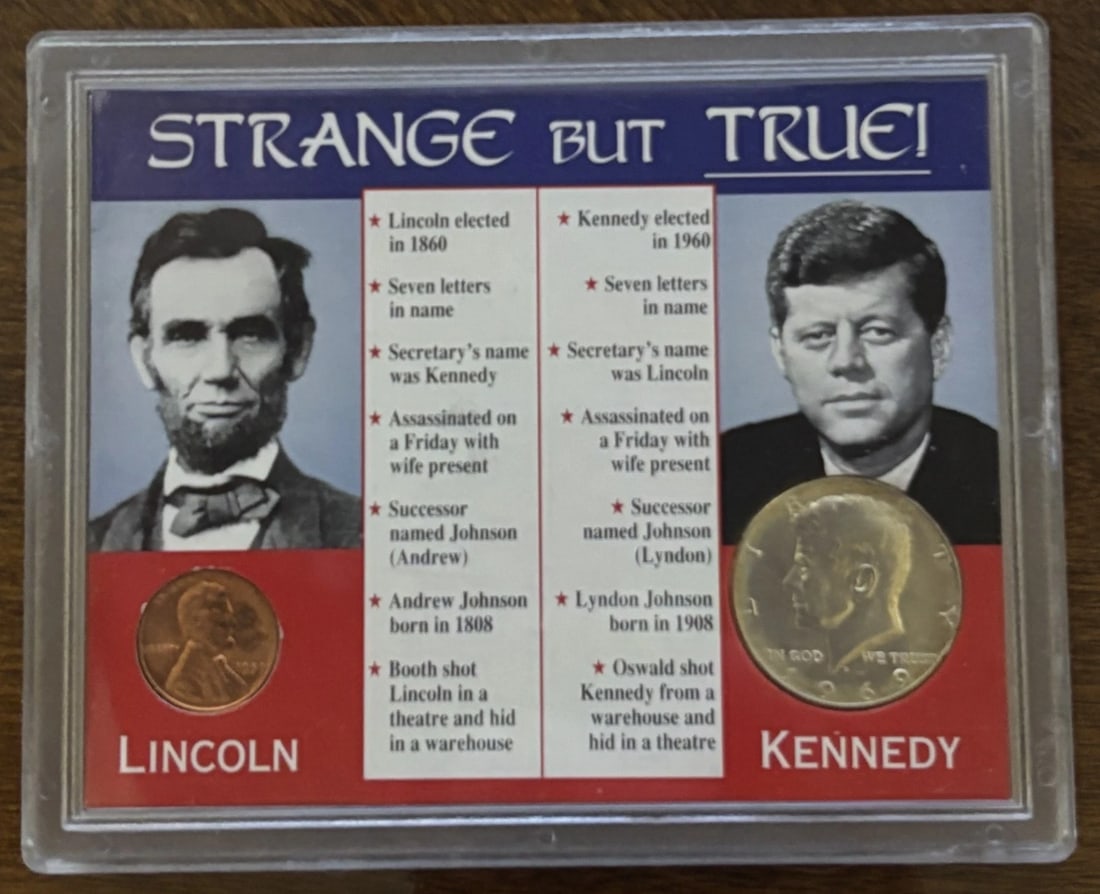 STRANGE BUT TRUE!
★ Lincoln elected
in 1860
★ Seven letters
in name
★ Secretary's name
was Kennedy
★ Assassinated on
a Friday with
wife present
★ Successor
named Johnson
(Andrew)
★ Andrew Johnson
born in 1808
★ Booth shot
Lincoln in a
theatre and hid
in a warehouse
★ Kennedy elected
in 1960
★ Seven letters
in name
★ Secretary's name
was Lincoln
★ Assassinated on
a Friday with
wife present
★ Successor
named Johnson
(Lyndon)
★ Lyndon Johnson
born in 1908
★ Oswald shot
Kennedy from a
warehouse and
hid in a theatre
LINCOLN
L I T Y
IN GOD WE TRUST
1969
KENNEDY